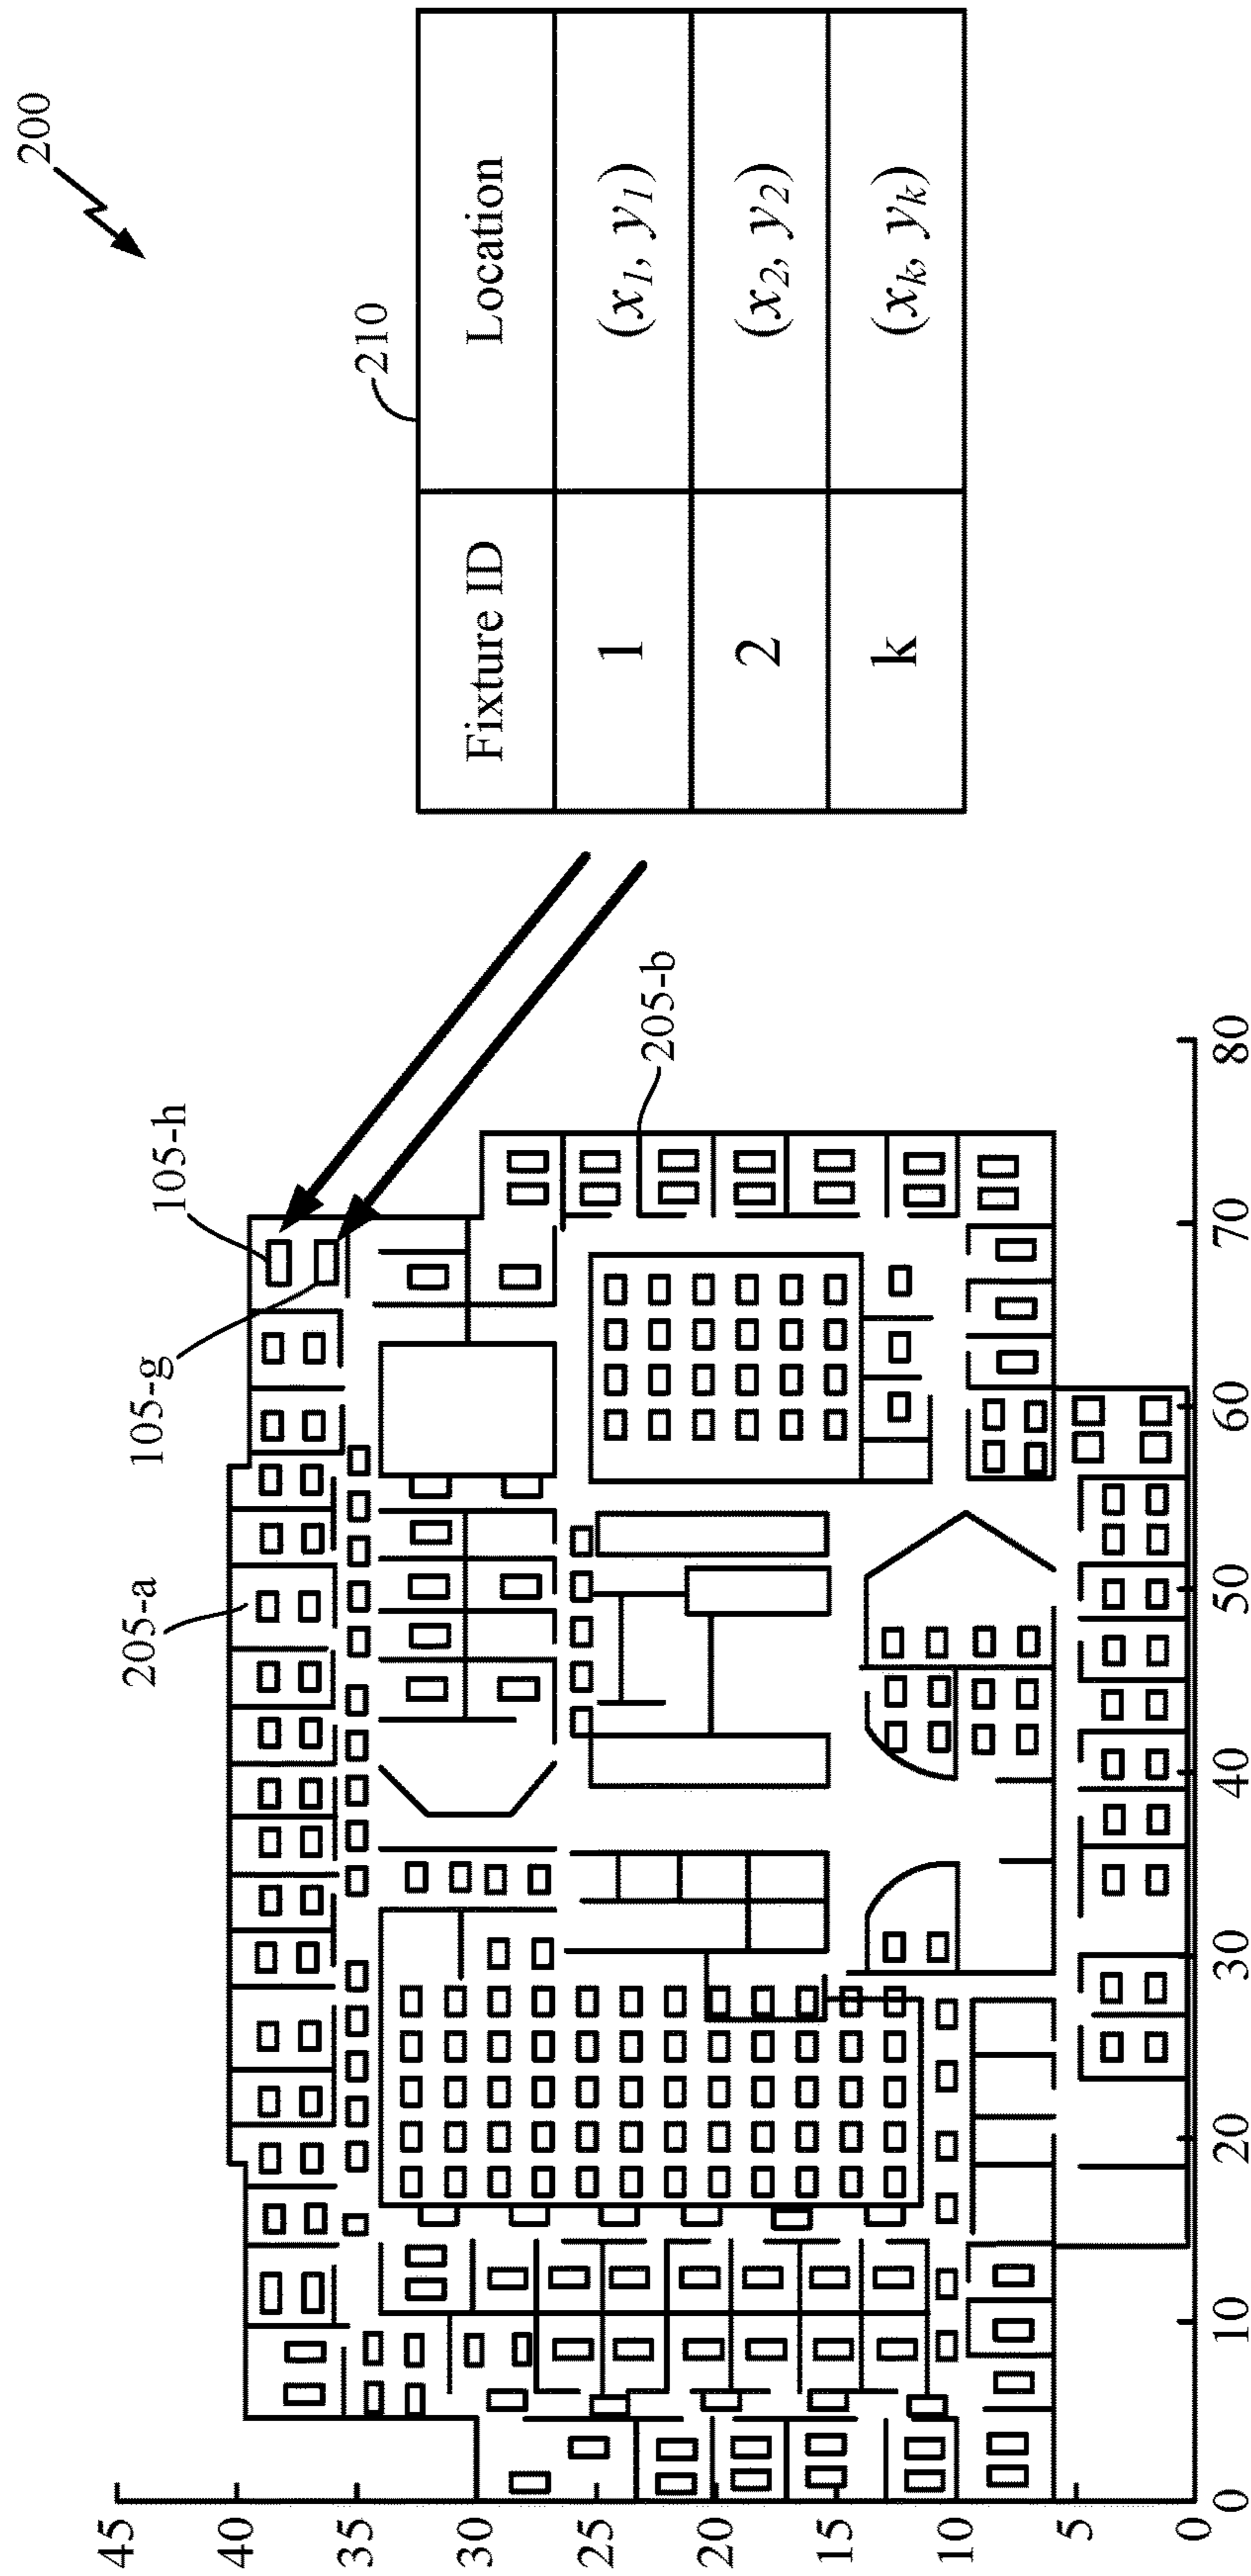 200
210
Fixture ID Location
1 (x1, y1)
2 (x2, y2)
k (xk, yk)
105-h
105-g
205-a
205-b
45
40
35
30
25
20
15
10
5
0
0 10 20 30 40 50 60 70 80